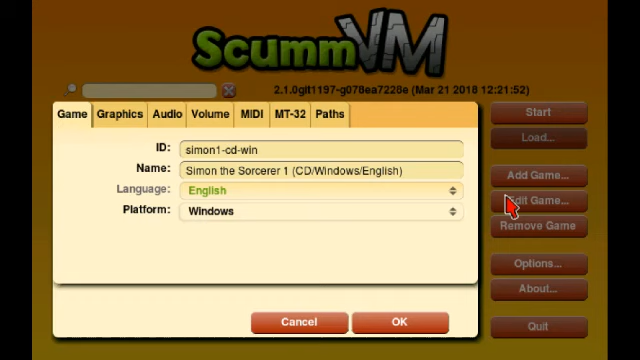 ScummVM
2.1.0git1197-g078ea7228e (Mar 21 2018 12:21:52)
Game Graphics Audio Volume MIDI MT-32 Paths
Start
Load...
ID: simon1-cd-win
Name: Simon the Sorcerer 1 (CD/Windows/English)
Add Game...
Language: English
Edit Game...
Platform: Windows
Remove Game
Options...
About...
Cancel OK
Quit